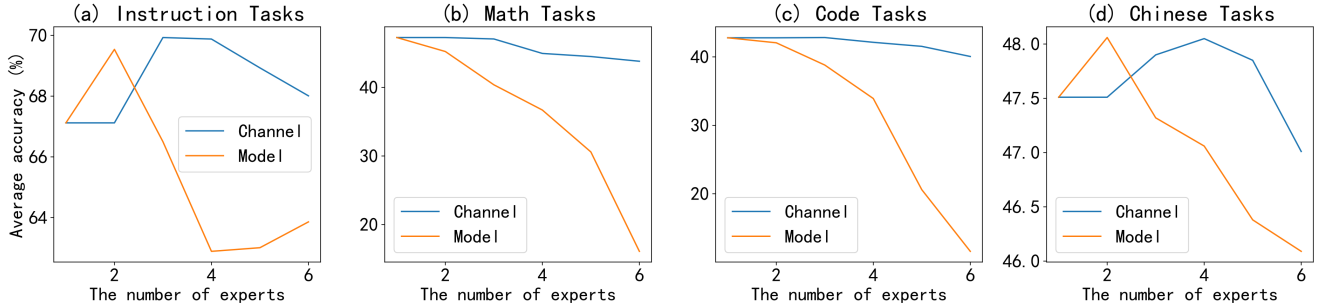 (a) Instruction Tasks
Average accuracy (%)
70
68
66
64
2
4
6
The number of experts
Channel
Model
(b) Math Tasks
40
30
20
2
4
6
The number of experts
Channel
Model
(c) Code Tasks
40
30
20
2
4
6
The number of experts
Channel
Model
(d) Chinese Tasks
48.0
47.5
47.0
46.5
46.0
2
4
6
The number of experts
Channel
Model